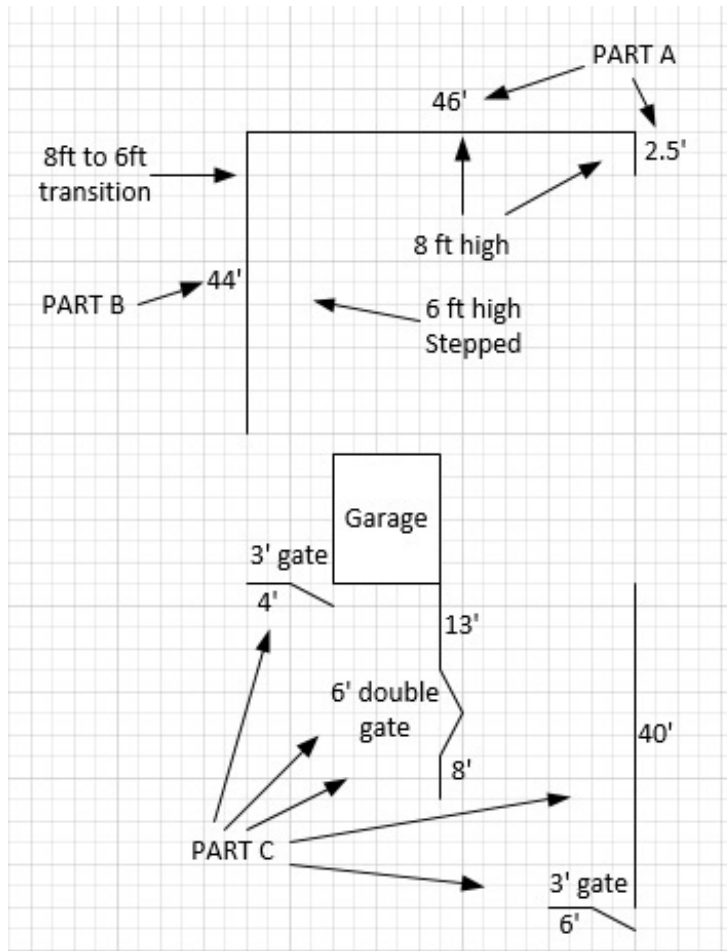 PART A
46'
8ft to 6ft
transition
2.5'
8 ft high
44'
PART B
6 ft high
Stepped
Garage
3' gate
4'
13'
6' double
gate
40'
8'
PART C
3' gate
6'